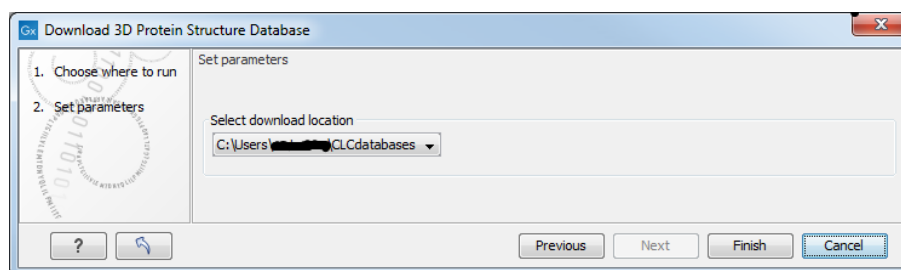 Gx Download 3D Protein Structure Database
1. Choose where to run
2. Set parameters
Set parameters
Select download location
C:\Users\ \CLCdatabases
? Previous Next Finish Cancel